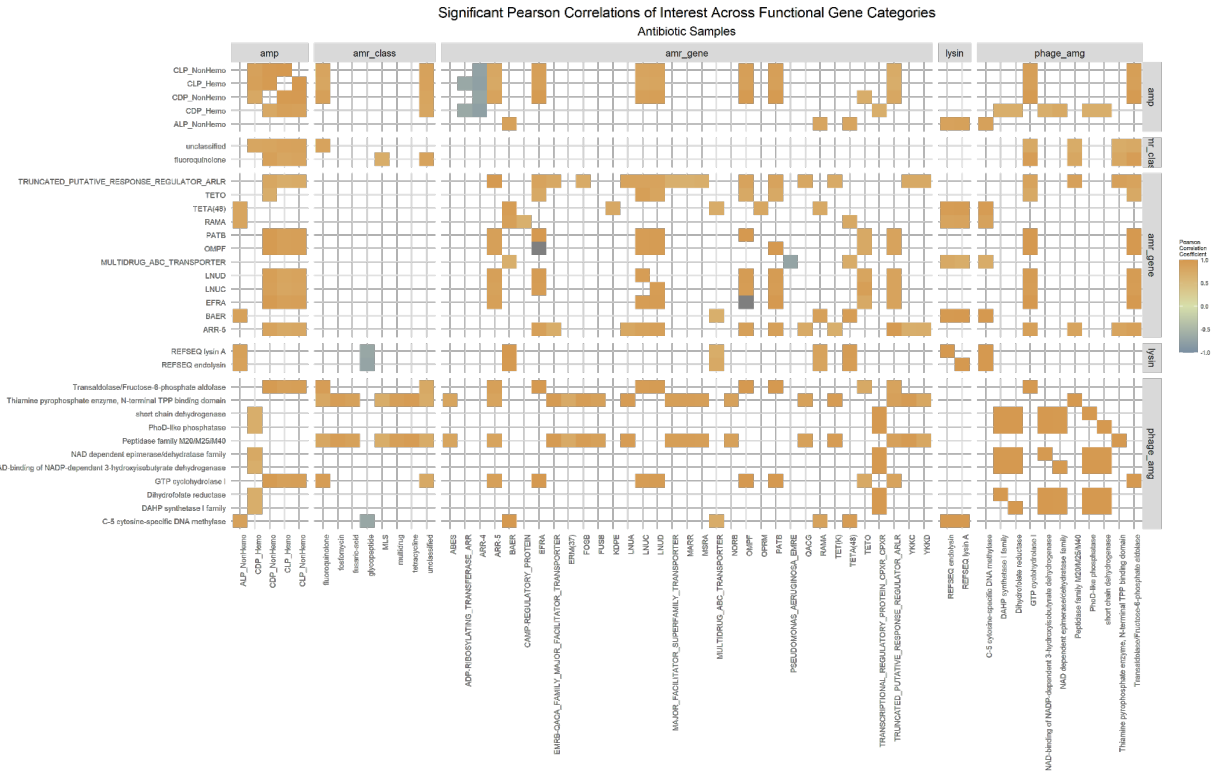 Significant Pearson Correlations of Interest Across Functional Gene Categories
Antibiotic Samples
amp
amr_class
amr_gene
lysin
phage_amg
CLP_NonHemo
CLP_Hemo
CDP_NonHemo
CDP_Hemo
ALP_NonHemo
amp
unclassified
fluoroquinolone
mr_clas
TRUNCATED_PUTATIVE_RESPONSE_REGULATOR_ARLR
TETO
TETA(48)
RAMA
PATB
OMPF
MULTIDRUG_ABC_TRANSPORTER
LNUD
LNUC
EFRA
BAER
ARR-5
amr_gene
REFSEQ lysin A
REFSEQ endolysin
lysin
Transaldolase/Fructose-6-phosphate aldolase
Thiamine pyrophosphate enzyme, N-terminal TPP binding domain
short chain dehydrogenase
PhoD-like phosphatase
Peptidase family M20/M25/M40
NAD dependent epimerase/dehydratase family
AD-binding of NADP-dependent 3-hydroxyisobutyrate dehydrogenase
GTP cyclohydrolase I
Dihydrofolate reductase
DAHP synthetase I family
C-5 cytosine-specific DNA methylase
phage_amg
Pearson
Correlation
Coefficient
1.0
0.5
0.0
-0.5
-1.0
ALP_NonHemo
CDP_Hemo
CDP_NonHemo
CLP_Hemo
CLP_NonHemo
fluoroquinolone
fosfomycin
fusidic-acid
glycopeptide
MLS
multidrug
tetracycline
unclassified
ABES
ADP-RIBOSYLATING_TRANSFERASE_ARR
ARR-4
ARR-5
BAER
CAMP-REGULATORY_PROTEIN
EFRA
EMRB-QACA_FAMILY_MAJOR_FACILITATOR_TRANSPORTER
ERM(37)
FOSB
FUSB
KDPE
LNUA
LNUC
LNUD
MAJOR_FACILITATOR_SUPERFAMILY_TRANSPORTER
MARR
MSRA
MULTIDRUG_ABC_TRANSPORTER
NORB
OMPF
OPRM
PATB
PSEUDOMONAS_AERUGINOSA_EMRE
QACG
RAMA
TET(K)
TETA(48)
TETO
TRANSCRIPTIONAL_REGULATORY_PROTEIN_CPXR_CPXR
TRUNCATED_PUTATIVE_RESPONSE_REGULATOR_ARLR
YKKC
YKKD
REFSEQ endolysin
REFSEQ lysin A
C-5 cytosine-specific DNA methylase
DAHP synthetase I family
Dihydrofolate reductase
GTP cyclohydrolase I
NAD-binding of NADP-dependent 3-hydroxyisobutyrate dehydrogenase
NAD dependent epimerase/dehydratase family
Peptidase family M20/M25/M40
PhoD-like phosphatase
short chain dehydrogenase
Thiamine pyrophosphate enzyme, N-terminal TPP binding domain
Transaldolase/Fructose-6-phosphate aldolase